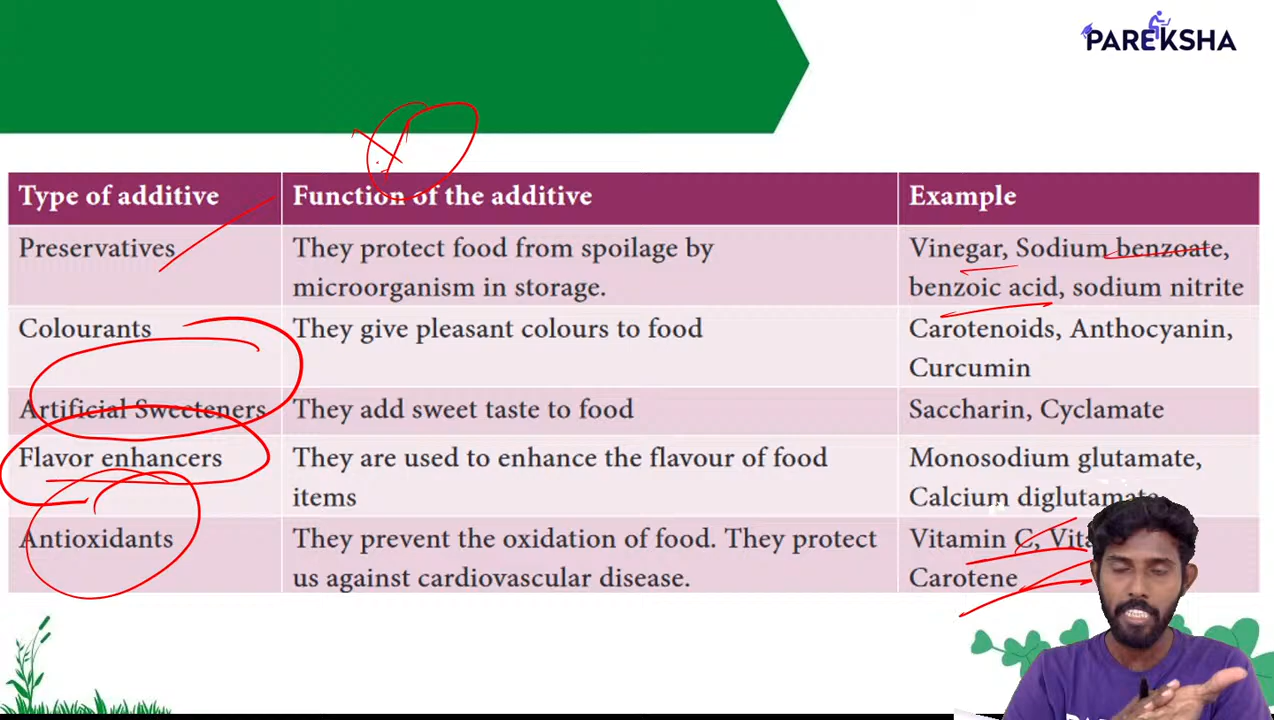 PAREKSHA
Type of additive
Function of the additive
Example
Preservatives
They protect food from spoilage by
microorganism in storage.
Vinegar, Sodium benzoate,
benzoic acid, sodium nitrite
Colourants
They give pleasant colours to food
Carotenoids, Anthocyanin,
Curcumin
Artificial Sweeteners
They add sweet taste to food
Saccharin, Cyclamate
Flavor enhancers
They are used to enhance the flavour of food
items
Monosodium glutamate,
Calcium diglutamate
Antioxidants
They prevent the oxidation of food. They protect
us against cardiovascular disease.
Vitamin C,
Carotene